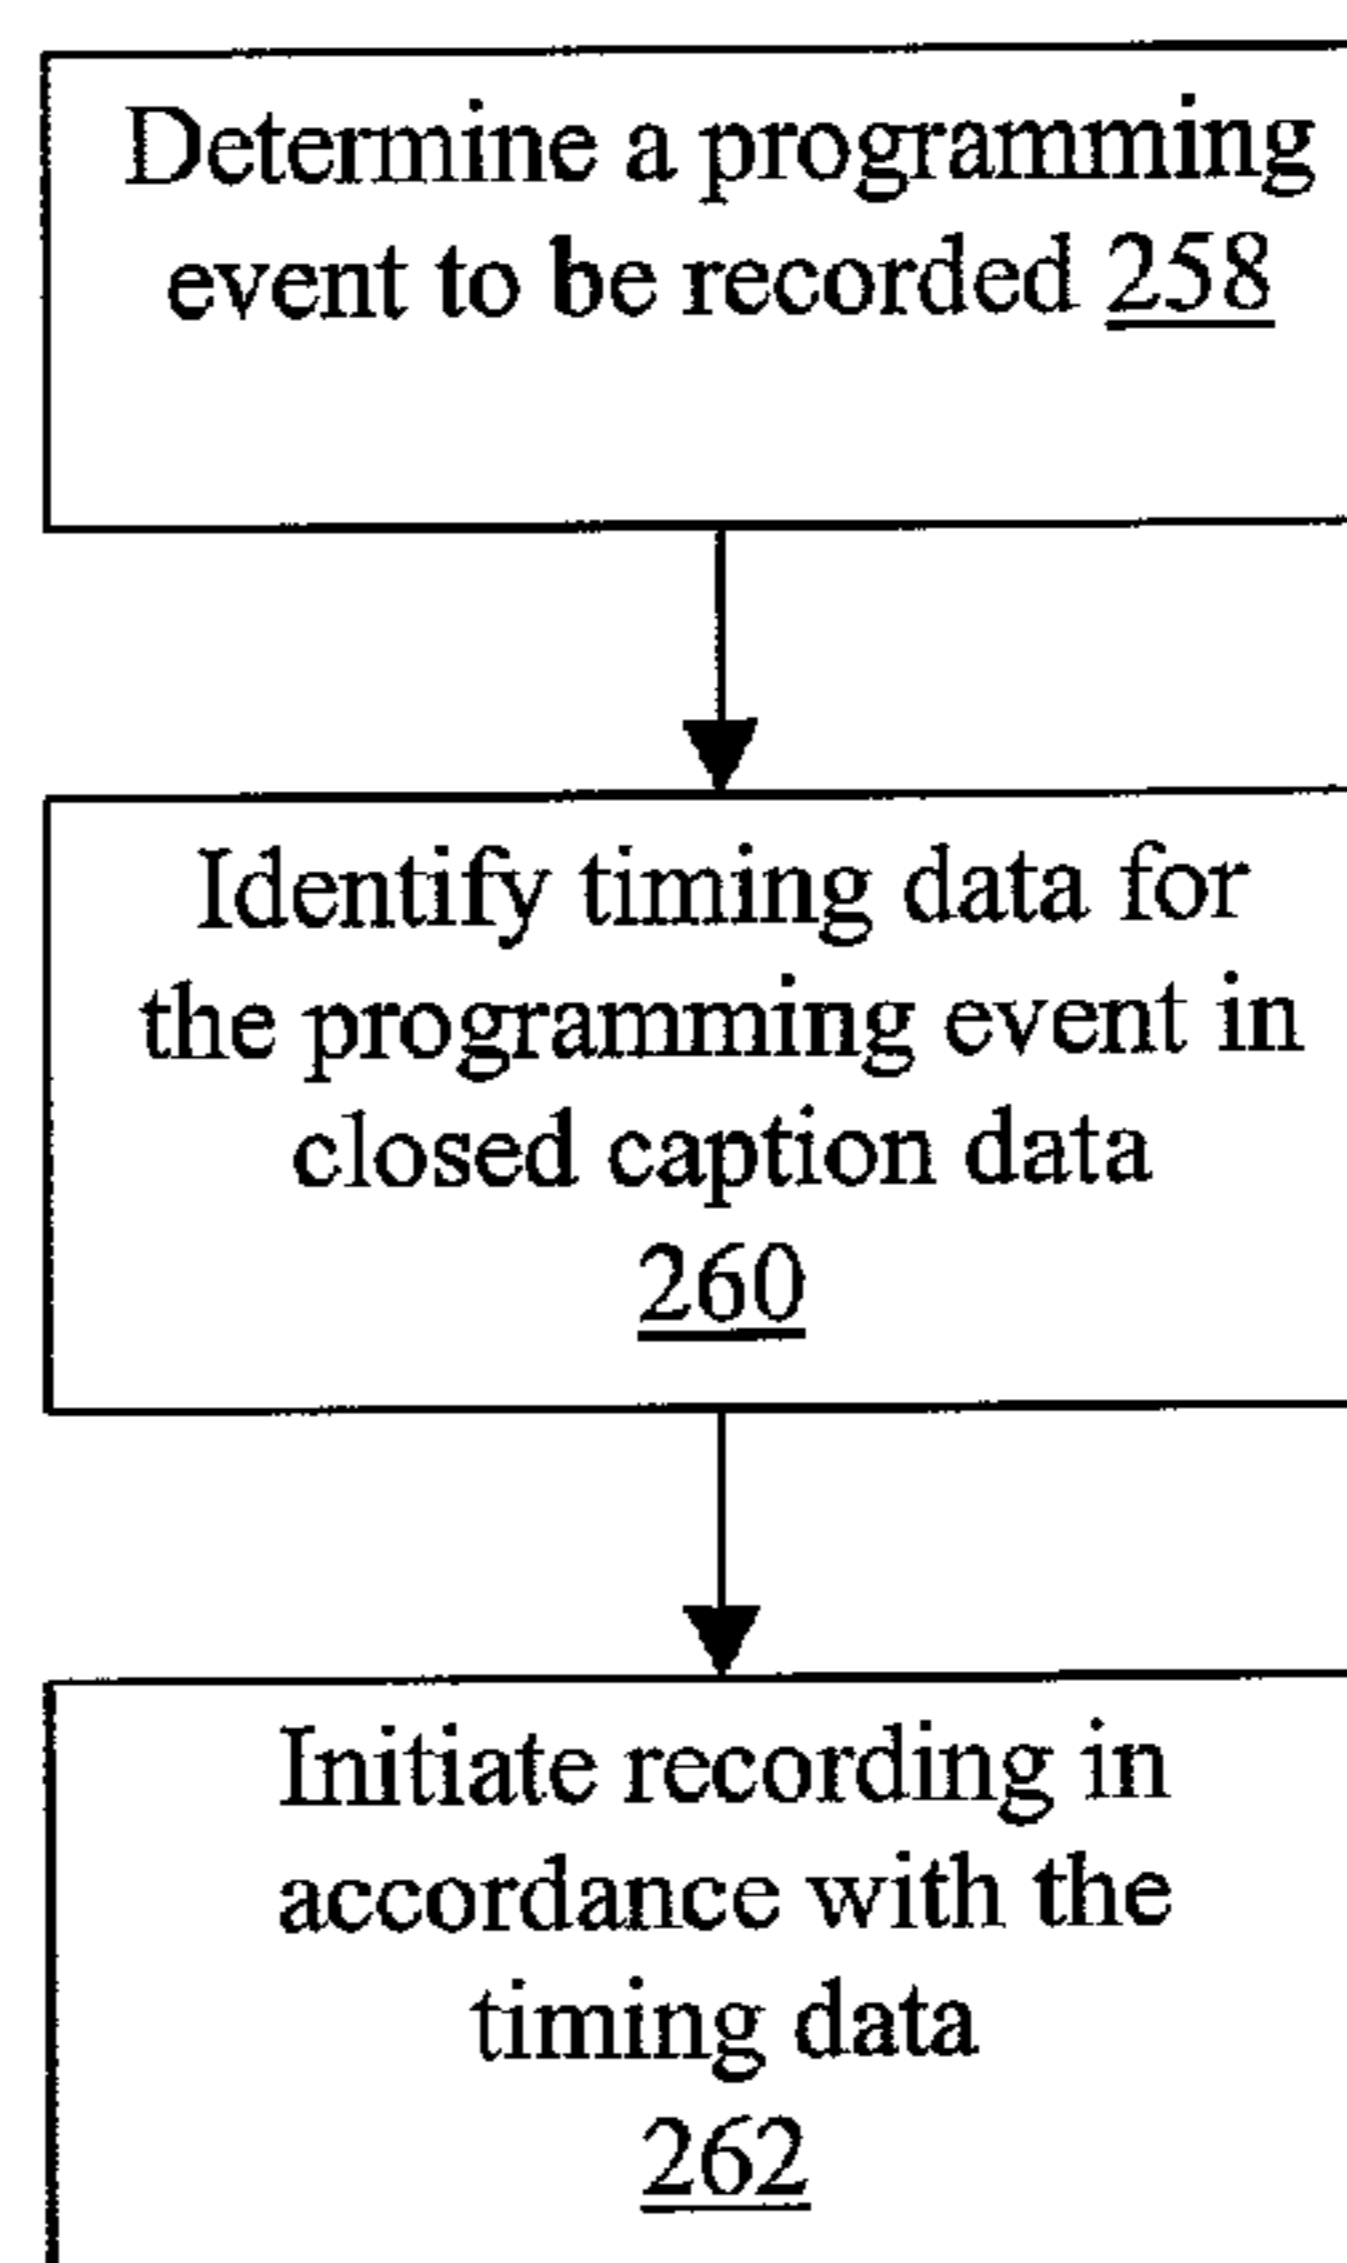 Determine a programming
event to be recorded 258
Identify timing data for
the programming event in
closed caption data
260
Initiate recording in
accordance with the
timing data
262